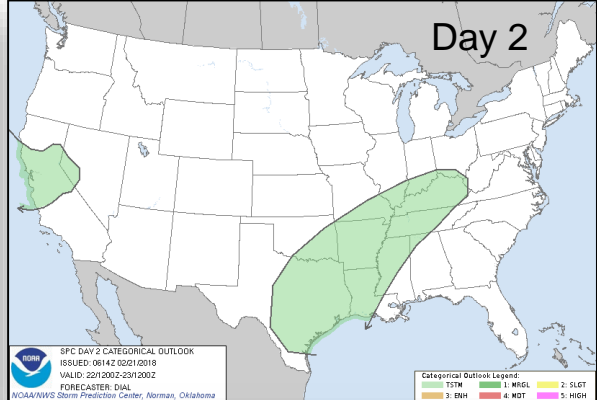 Day 2
NOAA
SPC DAY 2 CATEGORICAL OUTLOOK
ISSUED: 0614Z 02/21/2018
VALID: 22/1200Z-23/1200Z
FORECASTER: DIAL
NOAA/NWS Storm Prediction Center, Norman, Oklahoma
Categorical Outlook Legend:
TSTM 1: MRGL 2: SLGT
3: ENH 4: MDT 5: HIGH